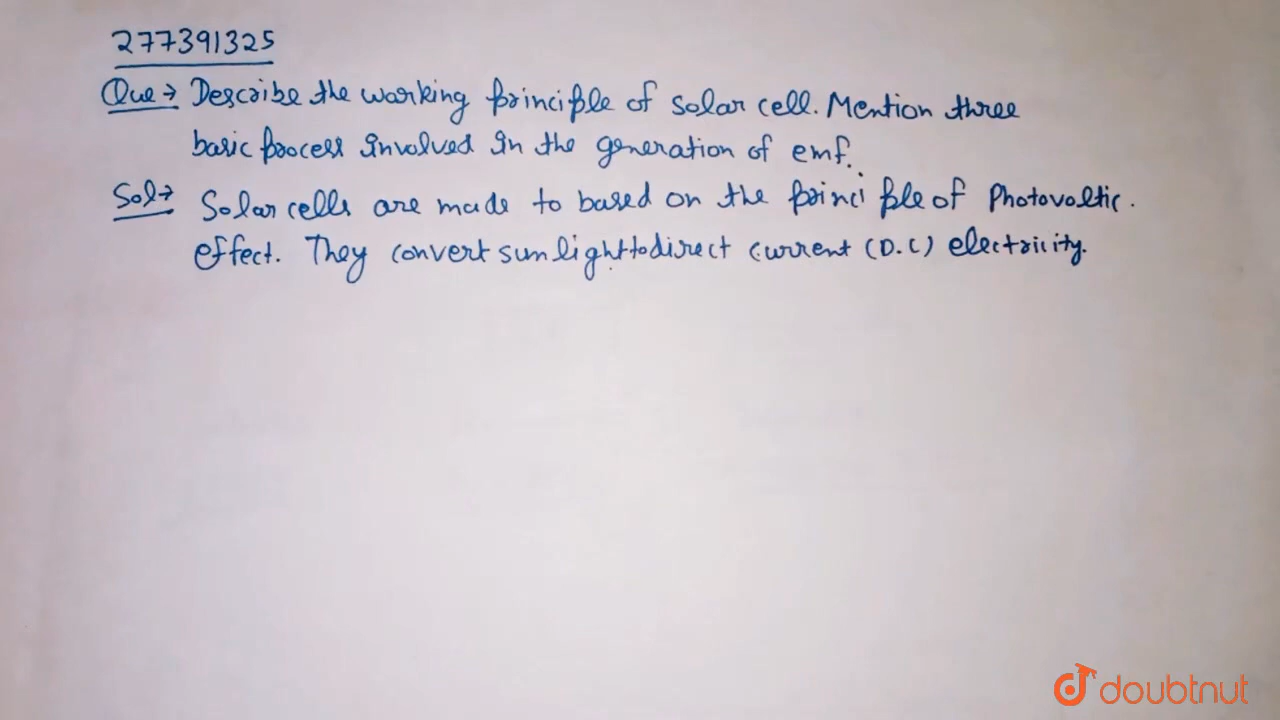 277391325
Que → Describe the working principle of solar cell. Mention three
basic process involved in the generation of emf.
Sol → Solar cells are made to based on the principle of Photovoltic.
effect. They convert sunlight to direct current (D.C) electricity.
doubtnut